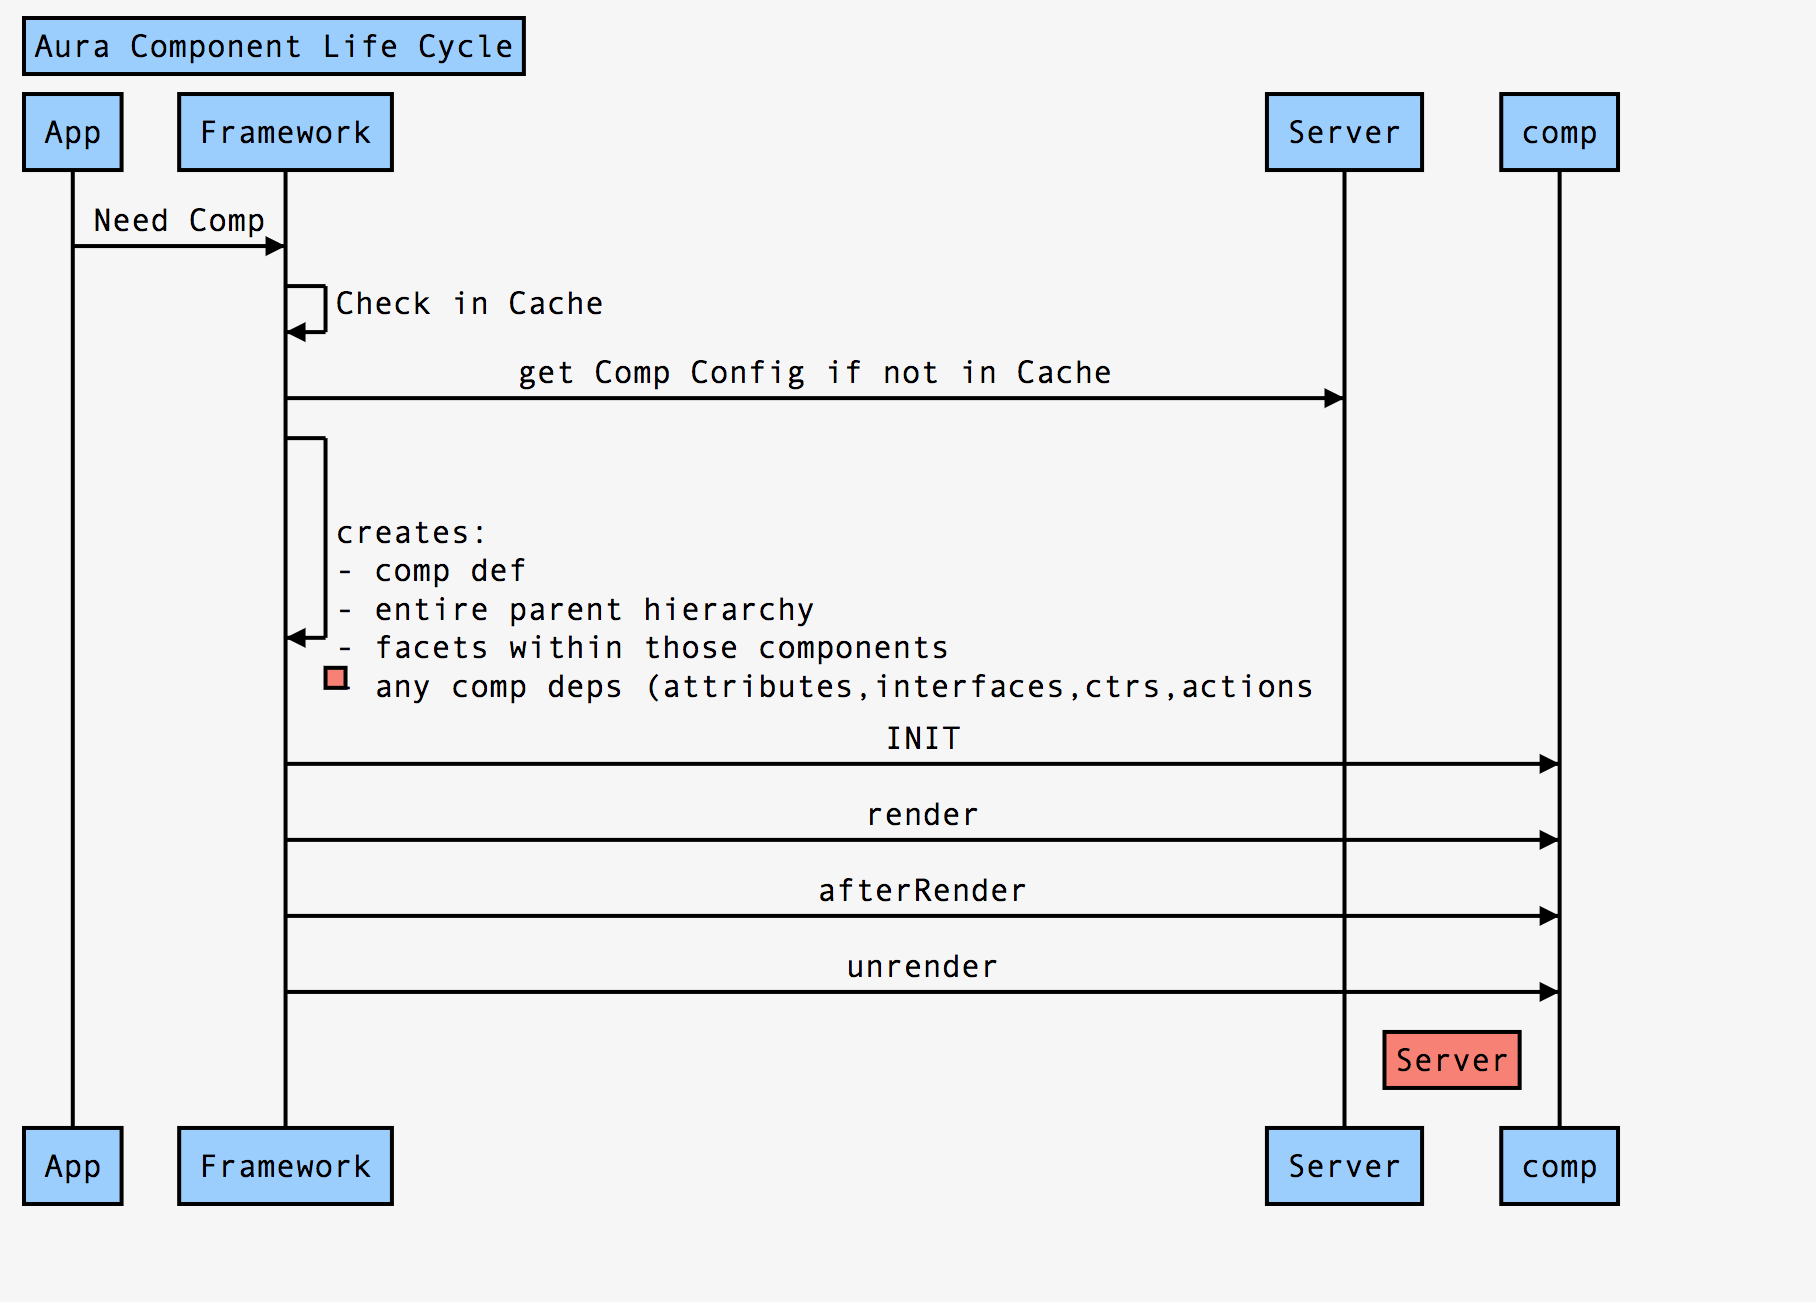 Aura Component Life Cycle
App
Framework
Server
comp
Need Comp
Check in Cache
get Comp Config if not in Cache
creates:
- comp def
- entire parent hierarchy
- facets within those components
- any comp deps (attributes,interfaces,ctrs,actions
INIT
render
afterRender
unrender
Server
App
Framework
Server
comp